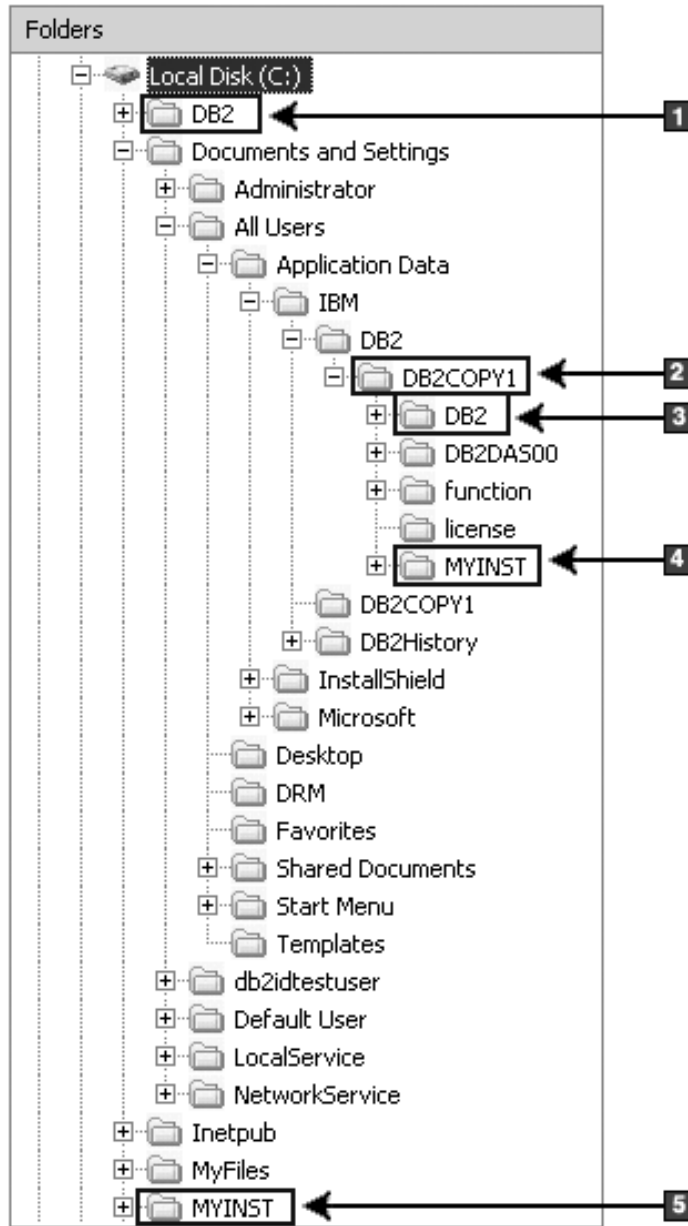 Folders
Local Disk (C:)
DB2 1
Documents and Settings
Administrator
All Users
Application Data
IBM
DB2
DB2COPY1 2
DB2 3
DB2DAS00
function
license
MYINST 4
DB2COPY1
DB2History
InstallShield
Microsoft
Desktop
DRM
Favorites
Shared Documents
Start Menu
Templates
db2idtestuser
Default User
LocalService
NetworkService
Inetpub
MyFiles
MYINST 5